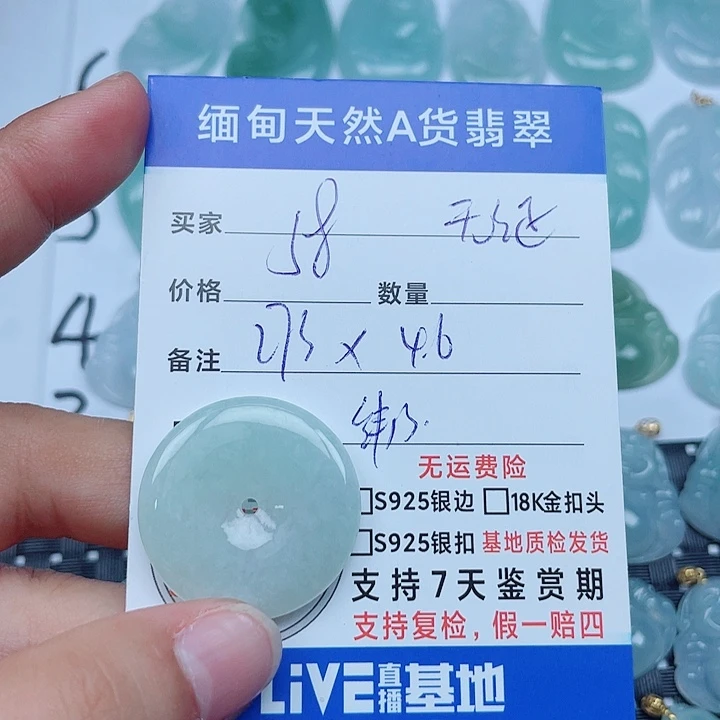 缅甸天然A货翡翠
买家 58
价格 数量
备注 273 x 4.6
无运费险
S925银边 18K金扣头
S925银扣 基地质检发货
支持7天鉴赏期
支持复检，假一赔四
LiVE直播基地
4